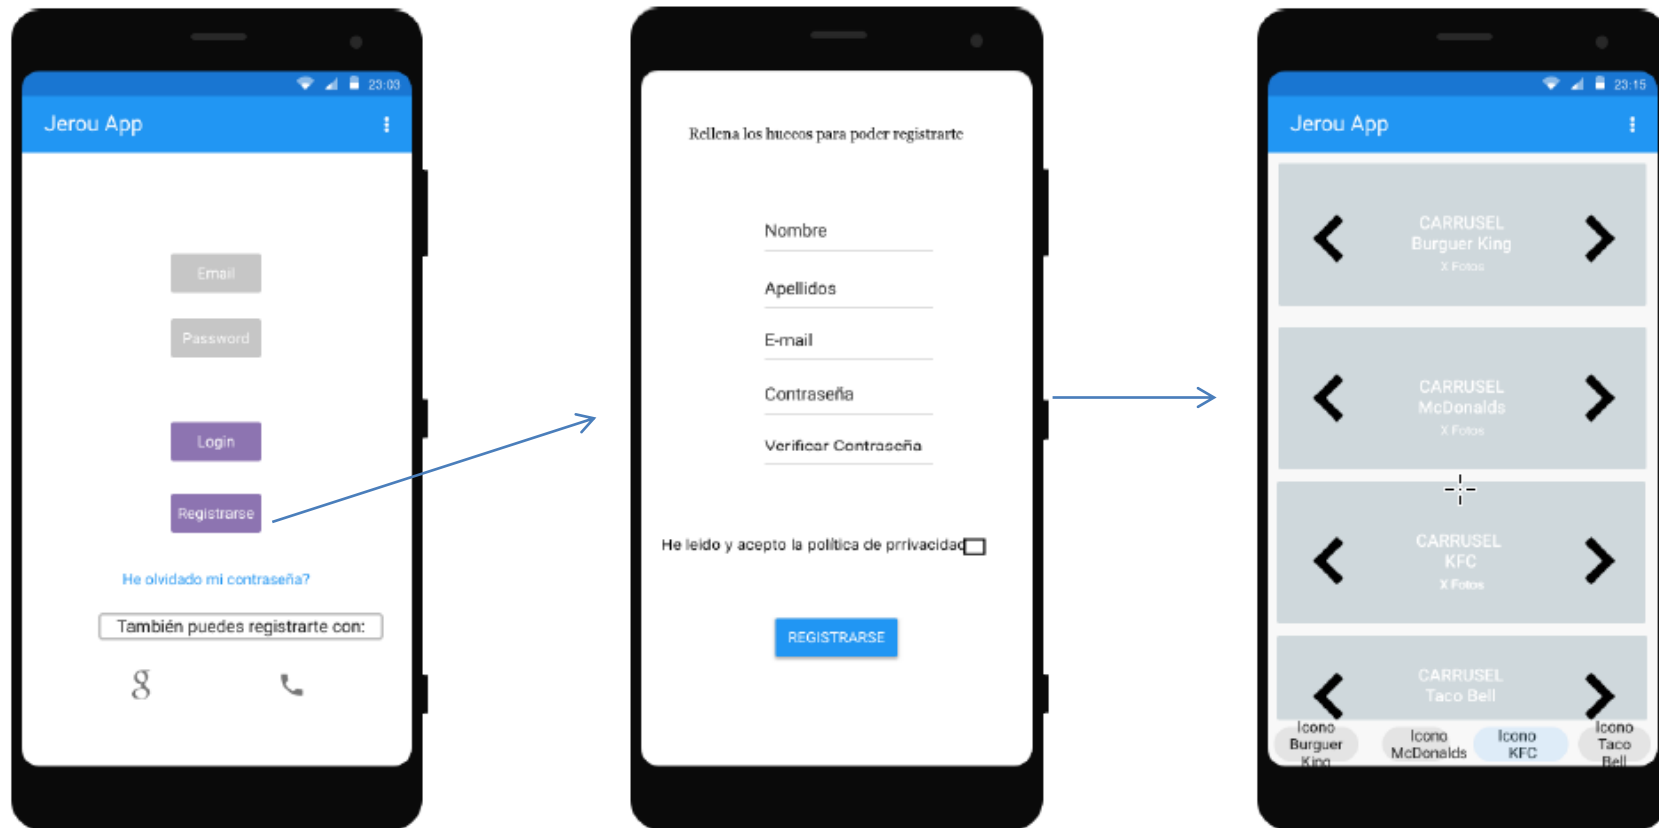 23:03
Jerou App
Email
Password
Login
Registrarse
He olvidado mi contraseña?
También puedes registrarte con:
g
Rellena los huecos para poder registrarte
Nombre
Apellidos
E-mail
Contraseña
Verificar Contraseña
He leido y acepto la política de prrivacidad
REGISTRARSE
23:15
Jerou App
CARRUSEL
Burguer King
X Fotos
CARRUSEL
McDonalds
X Fotos
CARRUSEL
KFC
X Fotos
CARRUSEL
Taco Bell
Icono
Burguer
King
Icono
McDonalds
Icono
KFC
Icono
Taco
Bell